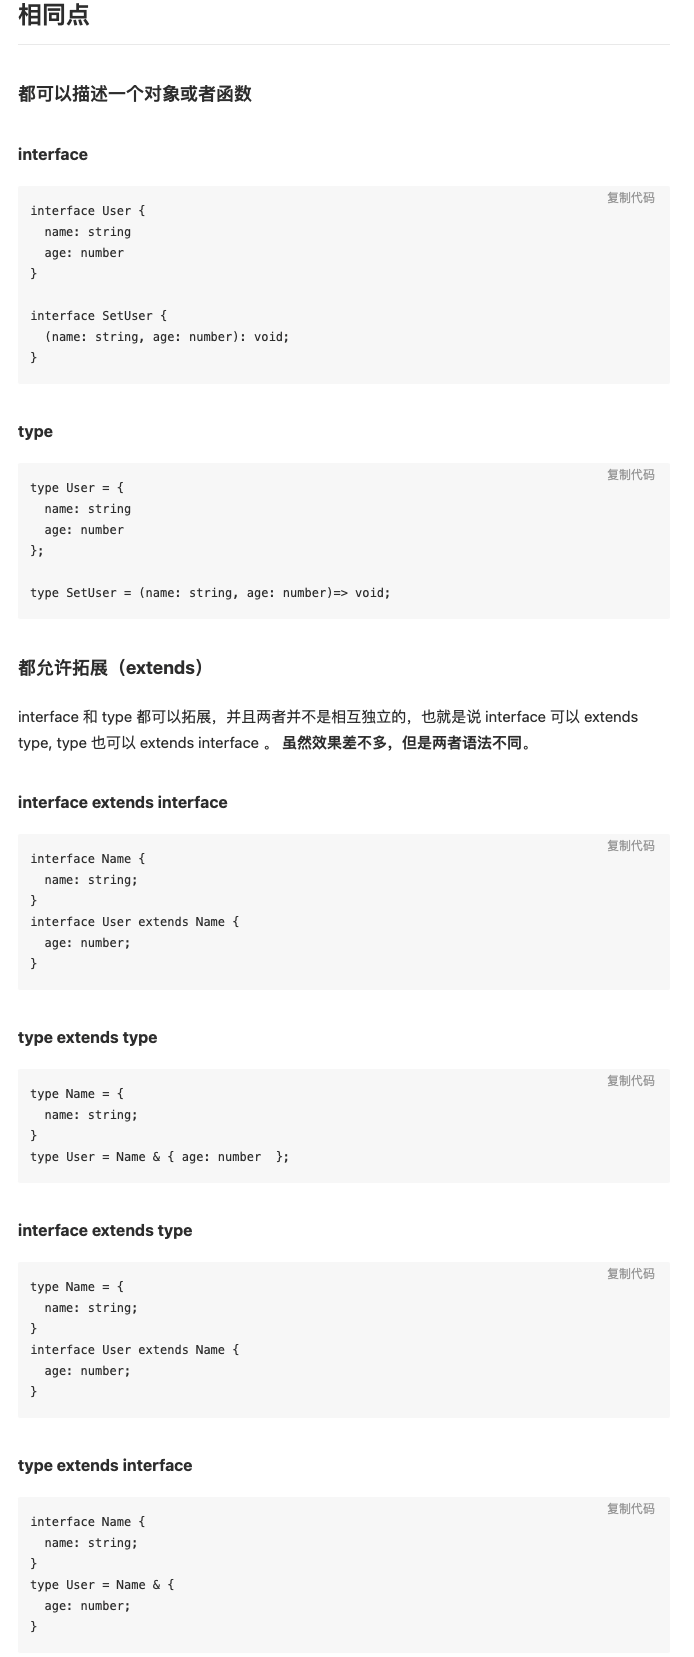 相同点
都可以描述一个对象或者函数
interface
复制代码
interface User {
  name: string
  age: number
}

interface SetUser {
  (name: string, age: number): void;
}
type
复制代码
type User = {
  name: string
  age: number
};

type SetUser = (name: string, age: number)=> void;
都允许拓展（extends）
interface 和 type 都可以拓展，并且两者并不是相互独立的，也就是说 interface 可以 extends
type, type 也可以 extends interface 。 虽然效果差不多，但是两者语法不同。
interface extends interface
复制代码
interface Name {
  name: string;
}
interface User extends Name {
  age: number;
}
type extends type
复制代码
type Name = {
  name: string;
}
type User = Name & { age: number  };
interface extends type
复制代码
type Name = {
  name: string;
}
interface User extends Name {
  age: number;
}
type extends interface
复制代码
interface Name {
  name: string;
}
type User = Name & {
  age: number;
}